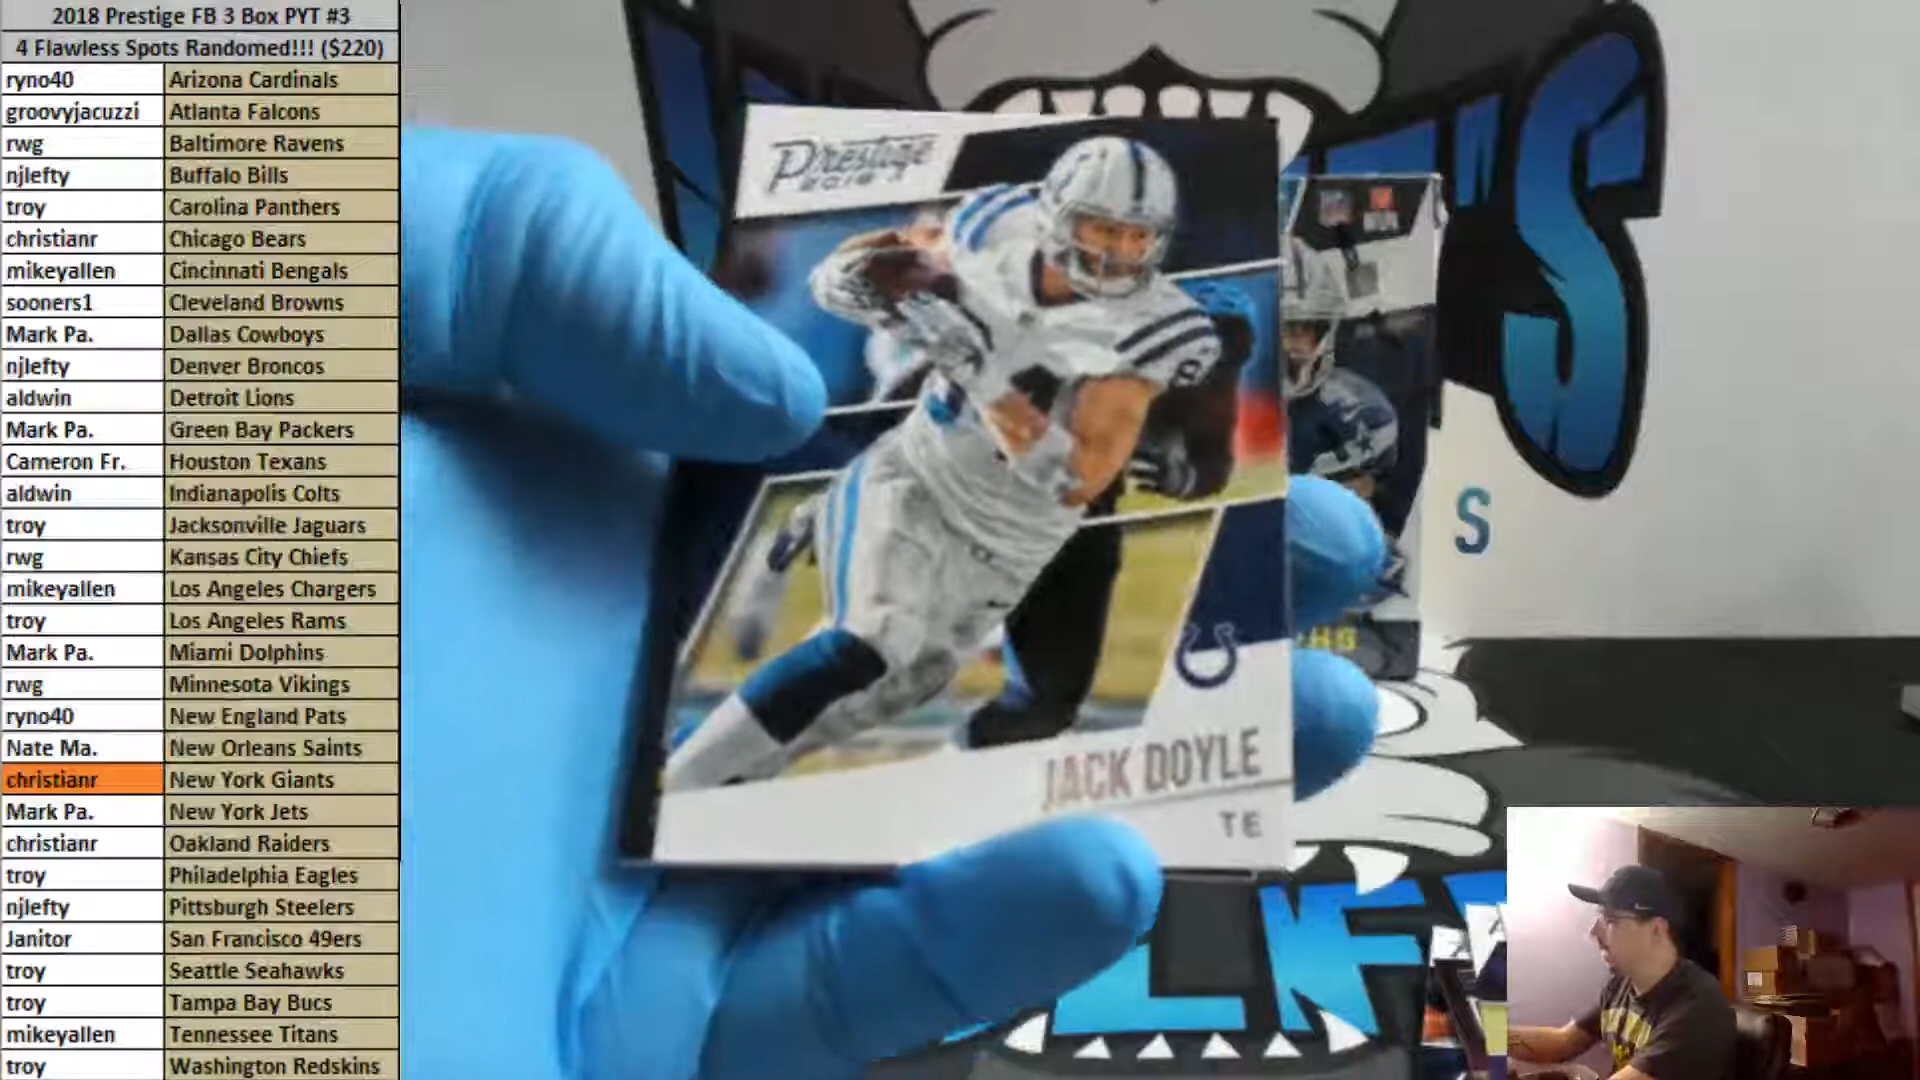 2018 Prestige FB 3 Box PYT #3
4 Flawless Spots Randomed!!! ($220)
ryno40 Arizona Cardinals
groovyjacuzzi Atlanta Falcons
rwg Baltimore Ravens
njlefty Buffalo Bills
troy Carolina Panthers
christianr Chicago Bears
mikeyallen Cincinnati Bengals
sooners1 Cleveland Browns
Mark Pa. Dallas Cowboys
njlefty Denver Broncos
aldwin Detroit Lions
Mark Pa. Green Bay Packers
Cameron Fr. Houston Texans
aldwin Indianapolis Colts
troy Jacksonville Jaguars
rwg Kansas City Chiefs
mikeyallen Los Angeles Chargers
troy Los Angeles Rams
Mark Pa. Miami Dolphins
rwg Minnesota Vikings
ryno40 New England Pats
Nate Ma. New Orleans Saints
christianr New York Giants
Mark Pa. New York Jets
christianr Oakland Raiders
troy Philadelphia Eagles
njlefty Pittsburgh Steelers
Janitor San Francisco 49ers
troy Seattle Seahawks
troy Tampa Bay Bucs
mikeyallen Tennessee Titans
troy Washington Redskins
Prestige
2018
JACK DOYLE
TE
'S
S